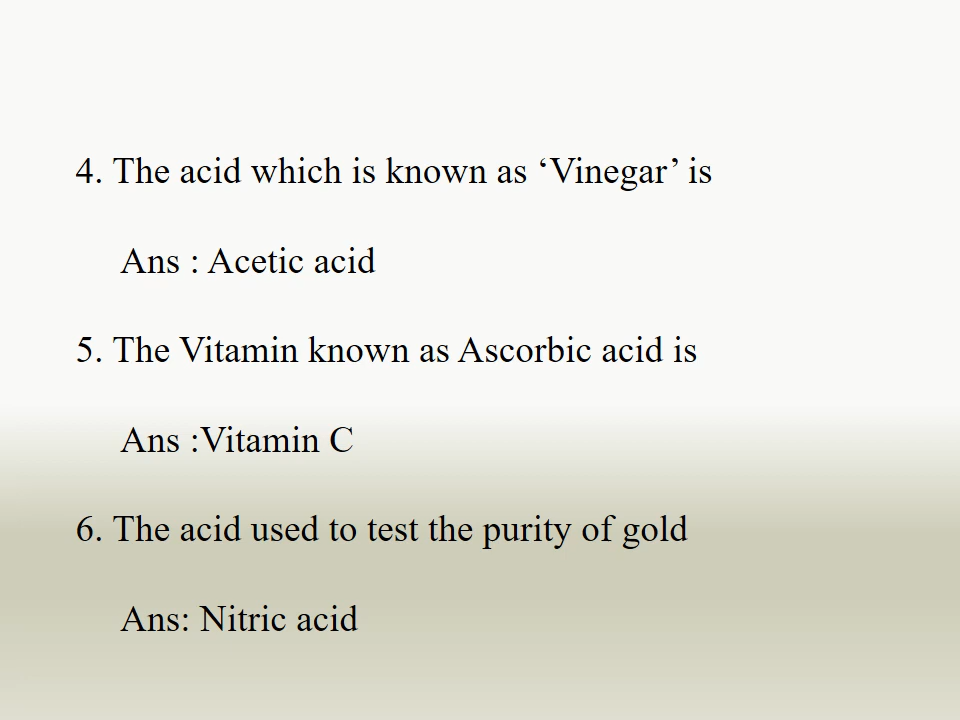 4. The acid which is known as ‘Vinegar’ is
Ans : Acetic acid
5. The Vitamin known as Ascorbic acid is
Ans :Vitamin C
6. The acid used to test the purity of gold
Ans: Nitric acid